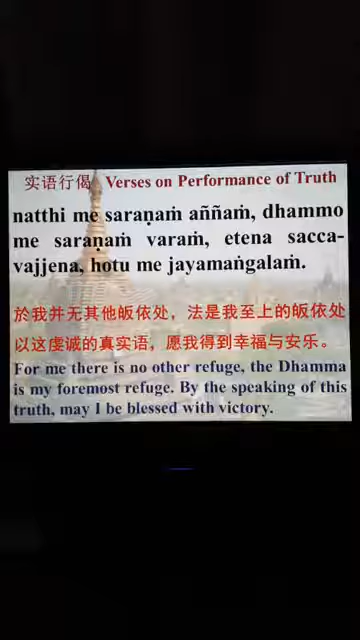 实语行偈 Verses on Performance of Truth
natthi me saraṇaṁ aññaṁ, dhammo
me saraṇaṁ varaṁ, etena sacca-
vajjena, hotu me jayamaṅgalaṁ.
於我并无其他皈依处，法是我至上的皈依处
以这虔诚的真实语，愿我得到幸福与安乐。
For me there is no other refuge, the Dhamma
is my foremost refuge. By the speaking of this
truth, may I be blessed with victory.